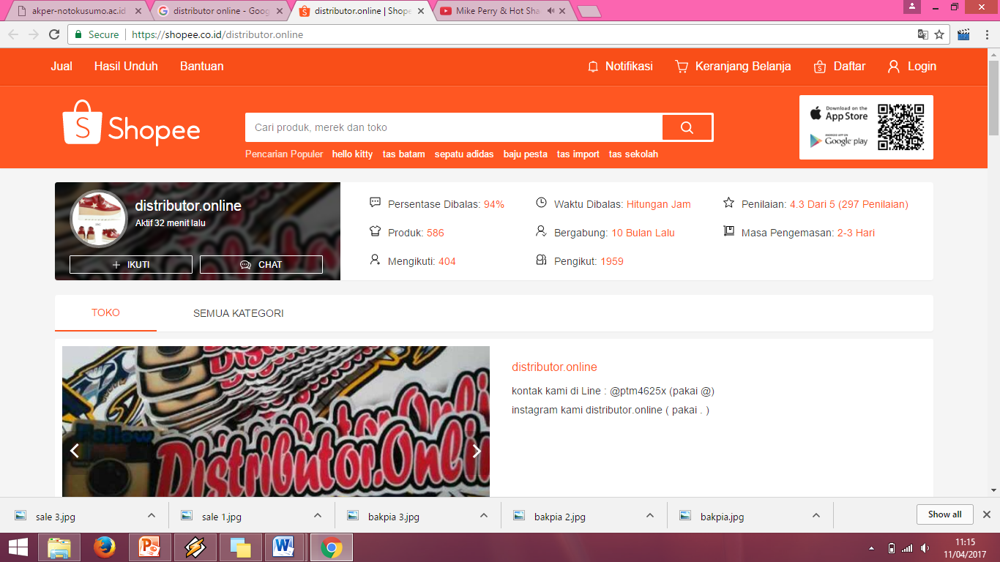 akper-notokusumo.ac.id
distributor online - Goog
distributor.online | Shope
Mike Perry & Hot Sha
Secure
https://shopee.co.id/distributor.online
Jual
Hasil Unduh
Bantuan
Notifikasi
Keranjang Belanja
Daftar
Login
Shopee
Cari produk, merek dan toko
Download on the
App Store
ANDROID APP ON
Google play
Pencarian Populer hello kitty tas batam sepatu adidas baju pesta tas import tas sekolah
distributor.online
Aktif 32 menit lalu
IKUTI
CHAT
Persentase Dibalas: 94%
Waktu Dibalas: Hitungan Jam
Penilaian: 4.3 Dari 5 (297 Penilaian)
Produk: 586
Bergabung: 10 Bulan Lalu
Masa Pengemasan: 2-3 Hari
Mengikuti: 404
Pengikut: 1959
TOKO
SEMUA KATEGORI
Follow
Distributor.Onlin
distributor.online
kontak kami di Line : @ptm4625x (pakai @)
instagram kami distributor.online ( pakai . )
sale 3.jpg
sale 1.jpg
bakpia 3.jpg
bakpia 2.jpg
bakpia.jpg
Show all
11:15
11/04/2017